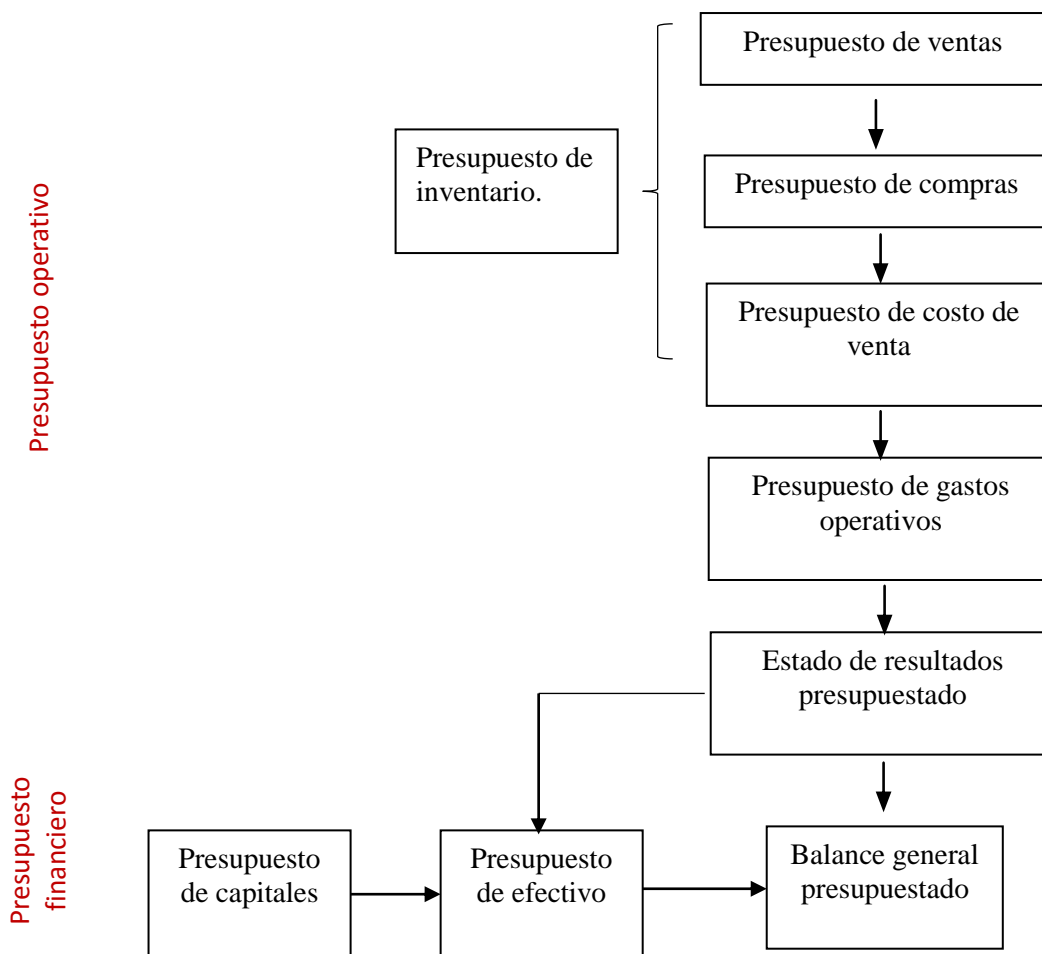 Presupuesto operativo
Presupuesto de ventas
Presupuesto de
inventario.
Presupuesto de compras
Presupuesto de costo de
venta
Presupuesto de gastos
operativos
Estado de resultados
presupuestado
Presupuesto
financiero
Presupuesto
de capitales
Presupuesto
de efectivo
Balance general
presupuestado